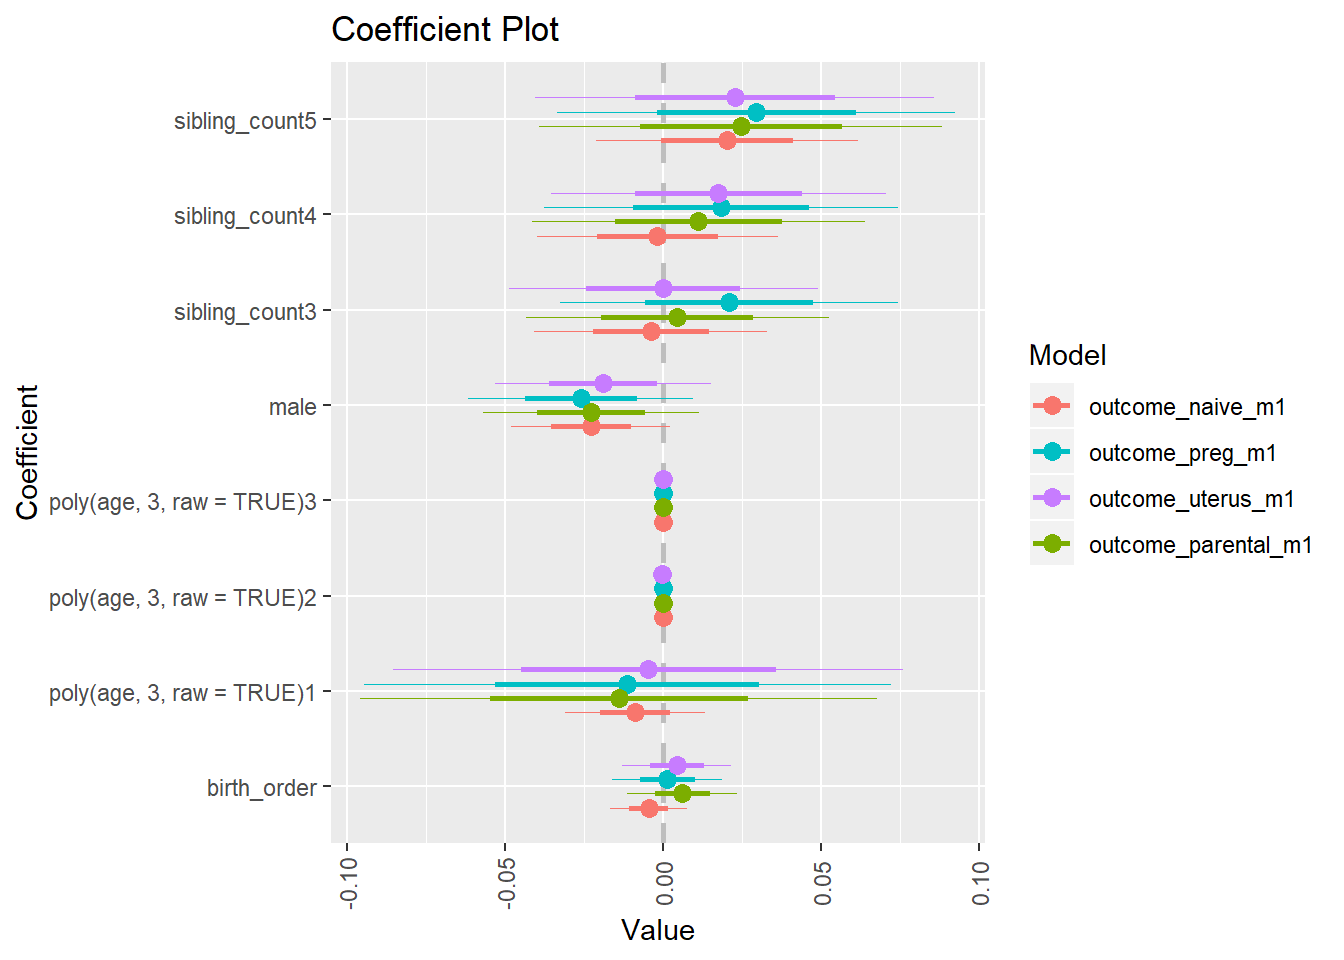 Coefficient Plot
sibling_count5
sibling_count4
sibling_count3
male
poly(age, 3, raw = TRUE)3
poly(age, 3, raw = TRUE)2
poly(age, 3, raw = TRUE)1
birth_order
Coefficient
-0.10
-0.05
0.00
0.05
0.10
Value
Model
outcome_naive_m1
outcome_preg_m1
outcome_uterus_m1
outcome_parental_m1